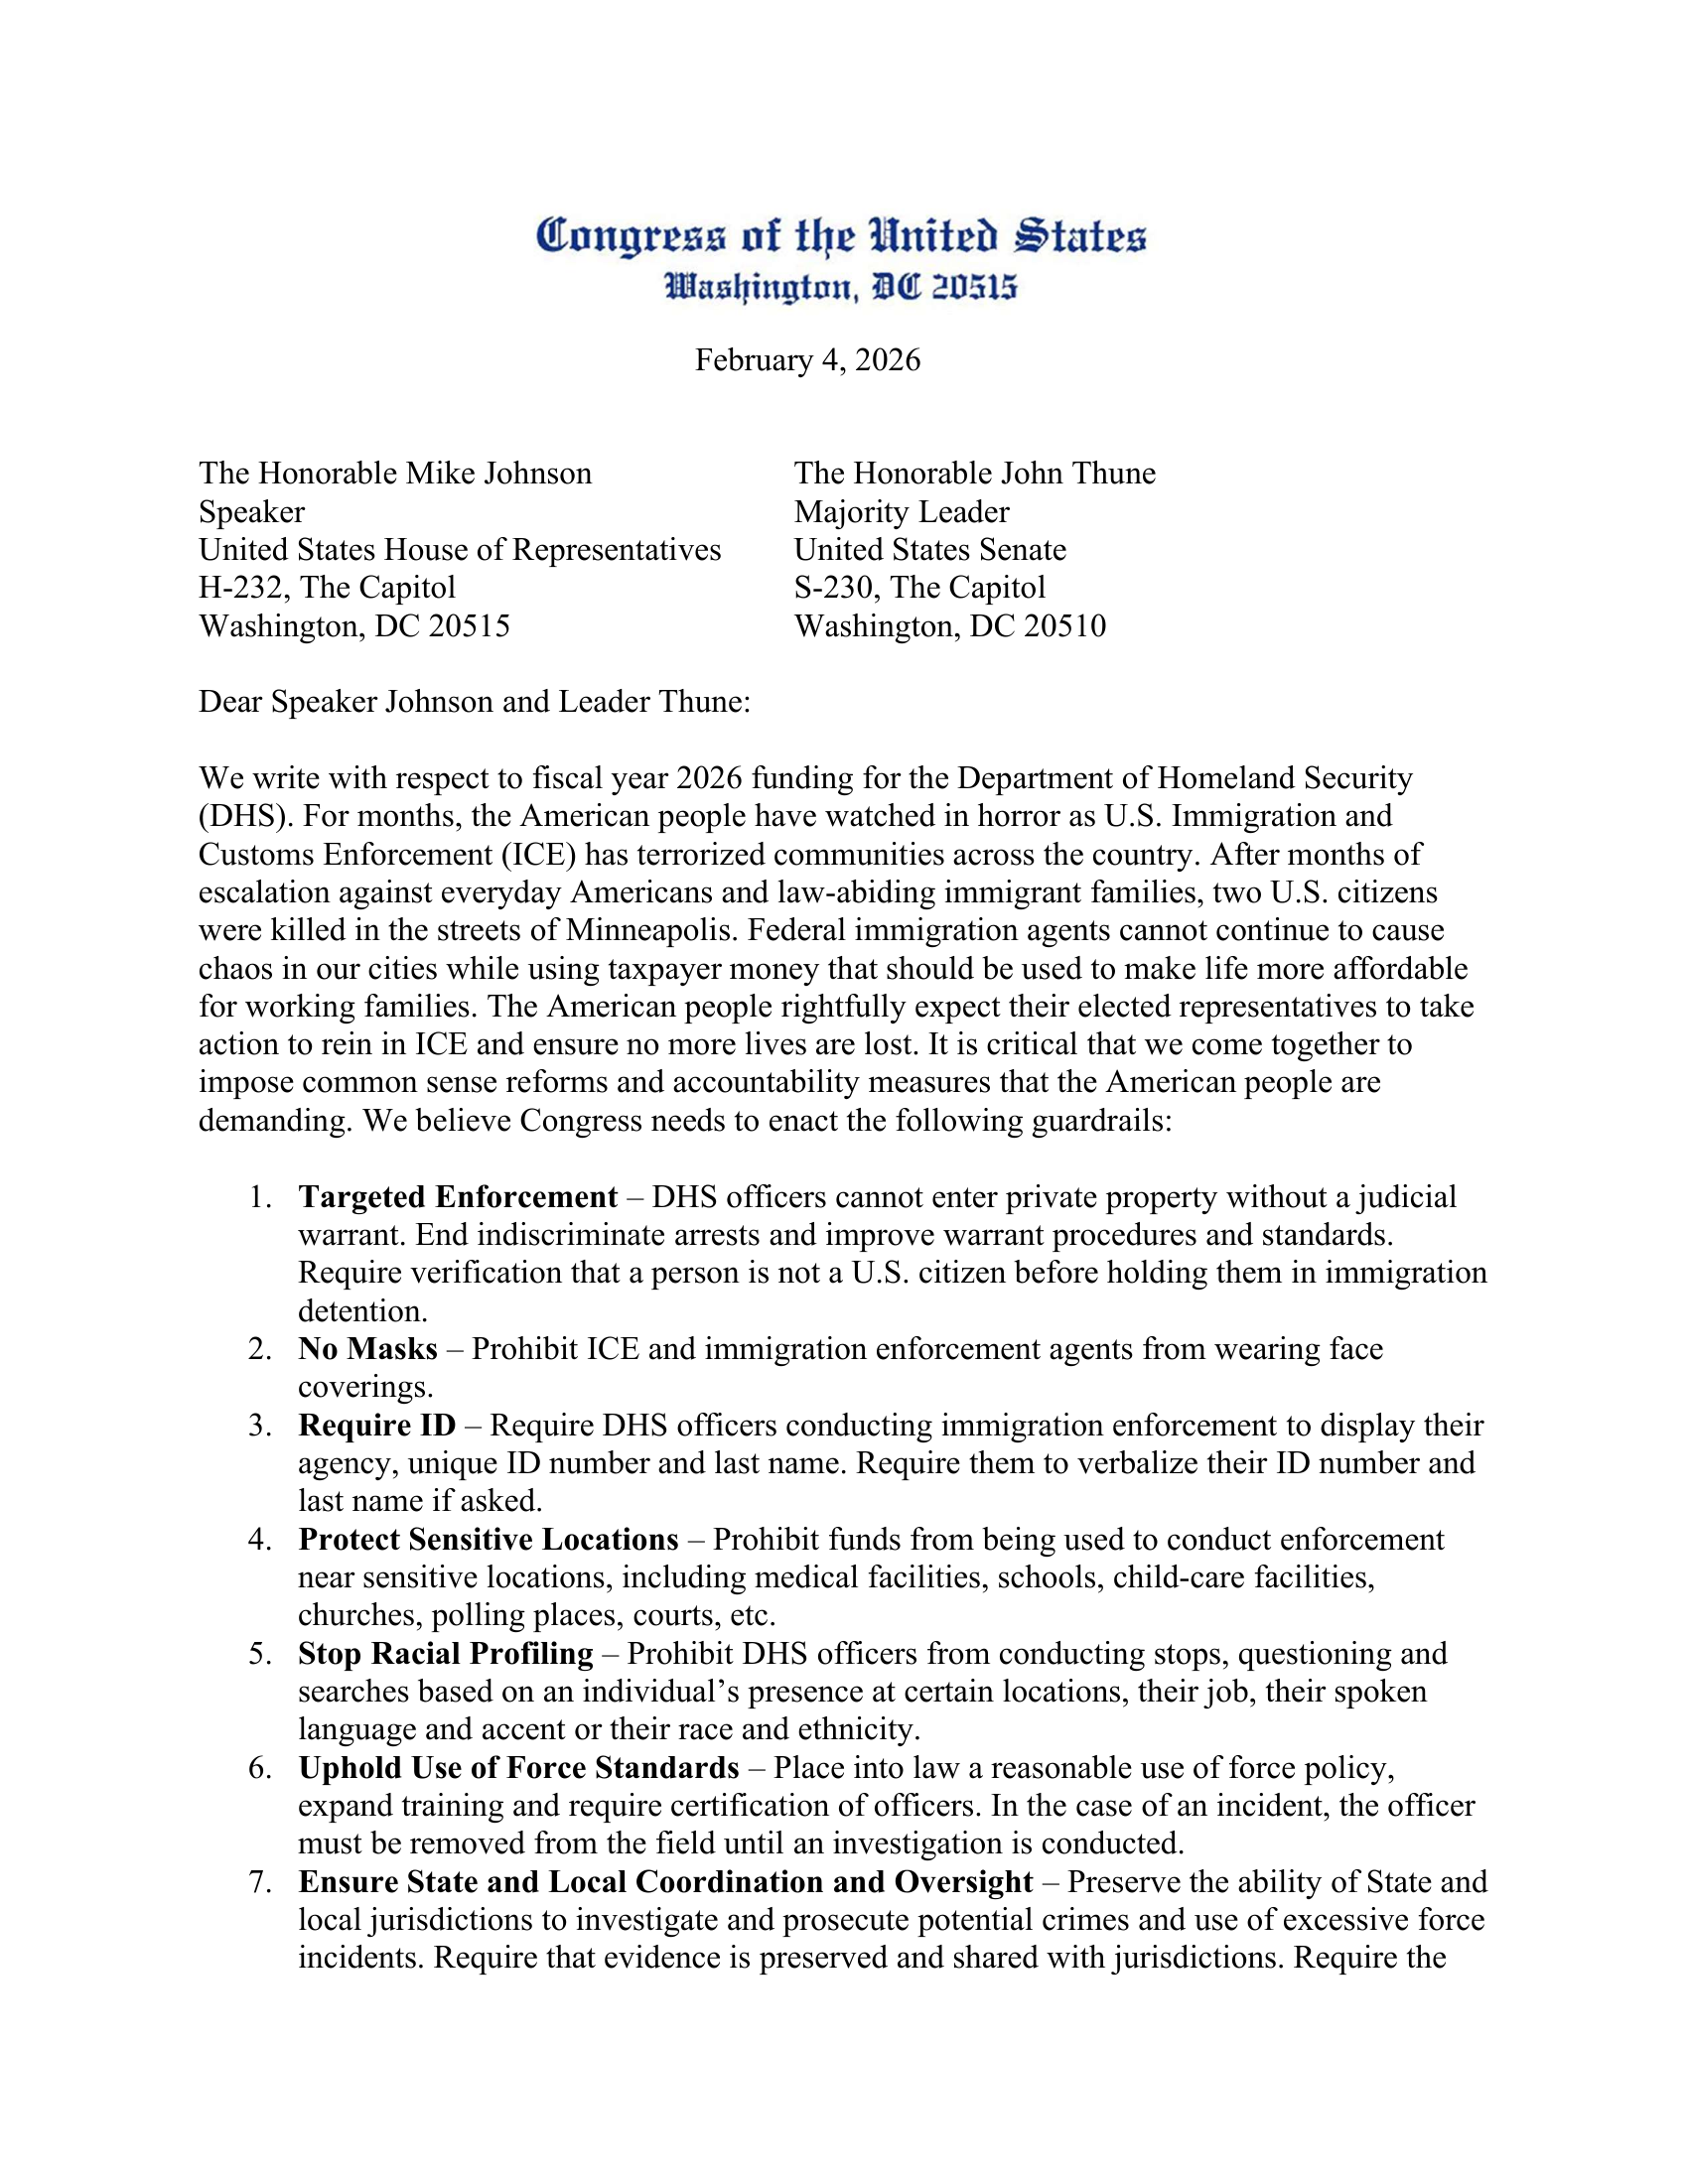 Congress of the United States
Washington, DC 20515
February 4, 2026
The Honorable Mike Johnson
Speaker
United States House of Representatives
H-232, The Capitol
Washington, DC 20515
The Honorable John Thune
Majority Leader
United States Senate
S-230, The Capitol
Washington, DC 20510
Dear Speaker Johnson and Leader Thune:
We write with respect to fiscal year 2026 funding for the Department of Homeland Security
(DHS). For months, the American people have watched in horror as U.S. Immigration and
Customs Enforcement (ICE) has terrorized communities across the country. After months of
escalation against everyday Americans and law-abiding immigrant families, two U.S. citizens
were killed in the streets of Minneapolis. Federal immigration agents cannot continue to cause
chaos in our cities while using taxpayer money that should be used to make life more affordable
for working families. The American people rightfully expect their elected representatives to take
action to rein in ICE and ensure no more lives are lost. It is critical that we come together to
impose common sense reforms and accountability measures that the American people are
demanding. We believe Congress needs to enact the following guardrails:
1. Targeted Enforcement – DHS officers cannot enter private property without a judicial
warrant. End indiscriminate arrests and improve warrant procedures and standards.
Require verification that a person is not a U.S. citizen before holding them in immigration
detention.
2. No Masks – Prohibit ICE and immigration enforcement agents from wearing face
coverings.
3. Require ID – Require DHS officers conducting immigration enforcement to display their
agency, unique ID number and last name. Require them to verbalize their ID number and
last name if asked.
4. Protect Sensitive Locations – Prohibit funds from being used to conduct enforcement
near sensitive locations, including medical facilities, schools, child-care facilities,
churches, polling places, courts, etc.
5. Stop Racial Profiling – Prohibit DHS officers from conducting stops, questioning and
searches based on an individual’s presence at certain locations, their job, their spoken
language and accent or their race and ethnicity.
6. Uphold Use of Force Standards – Place into law a reasonable use of force policy,
expand training and require certification of officers. In the case of an incident, the officer
must be removed from the field until an investigation is conducted.
7. Ensure State and Local Coordination and Oversight – Preserve the ability of State and
local jurisdictions to investigate and prosecute potential crimes and use of excessive force
incidents. Require that evidence is preserved and shared with jurisdictions. Require the